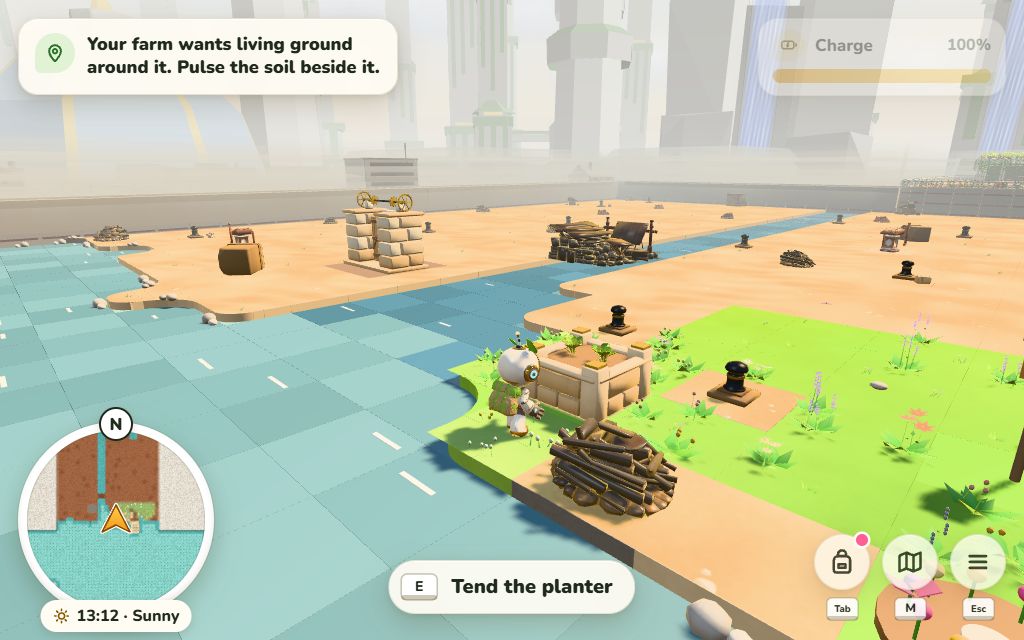 Your farm wants living ground
around it. Pulse the soil beside it.
Charge 100%
N
13:12 · Sunny
E Tend the planter
Tab
M
Esc